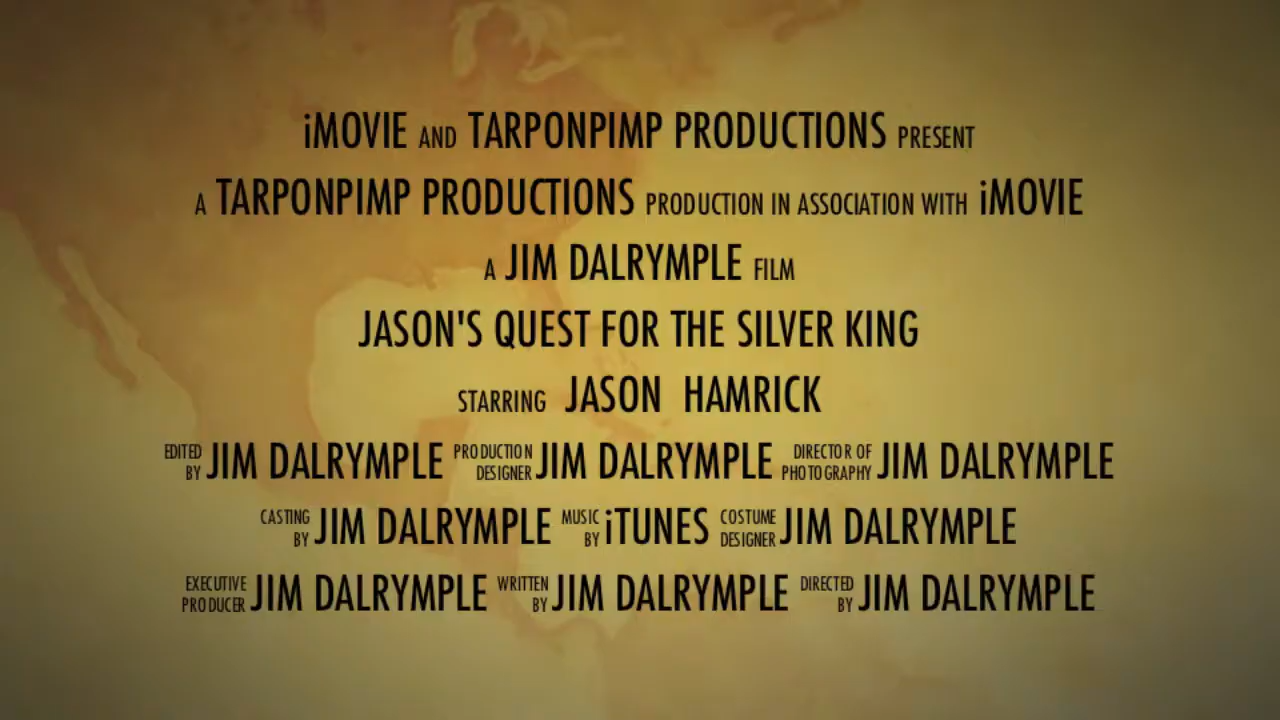 iMOVIE AND TARPONPIMP PRODUCTIONS PRESENT
A TARPONPIMP PRODUCTIONS PRODUCTION IN ASSOCIATION WITH iMOVIE
A JIM DALRYMPLE FILM
JASON'S QUEST FOR THE SILVER KING
STARRING JASON HAMRICK
EDITED BY JIM DALRYMPLE PRODUCTION DESIGNER JIM DALRYMPLE DIRECTOR OF PHOTOGRAPHY JIM DALRYMPLE
CASTING BY JIM DALRYMPLE MUSIC BY iTUNES COSTUME DESIGNER JIM DALRYMPLE
EXECUTIVE PRODUCER JIM DALRYMPLE WRITTEN BY JIM DALRYMPLE DIRECTED BY JIM DALRYMPLE